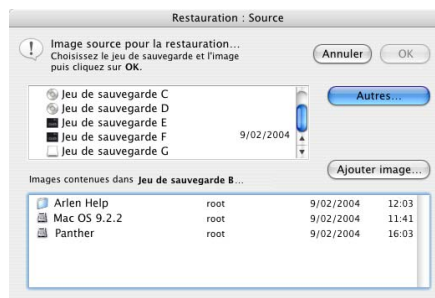 Restauration : Source
Image source pour la restauration...
Choisissez le jeu de sauvegarde et l'image
puis cliquez sur OK.
Annuler
OK
Jeu de sauvegarde C
Jeu de sauvegarde D
Jeu de sauvegarde E
Jeu de sauvegarde F 9/02/2004
Jeu de sauvegarde G
Autres...
Ajouter image...
Images contenues dans Jeu de sauvegarde B...
Arlen Help root 9/02/2004 12:03
Mac OS 9.2.2 root 9/02/2004 11:41
Panther root 9/02/2004 16:03